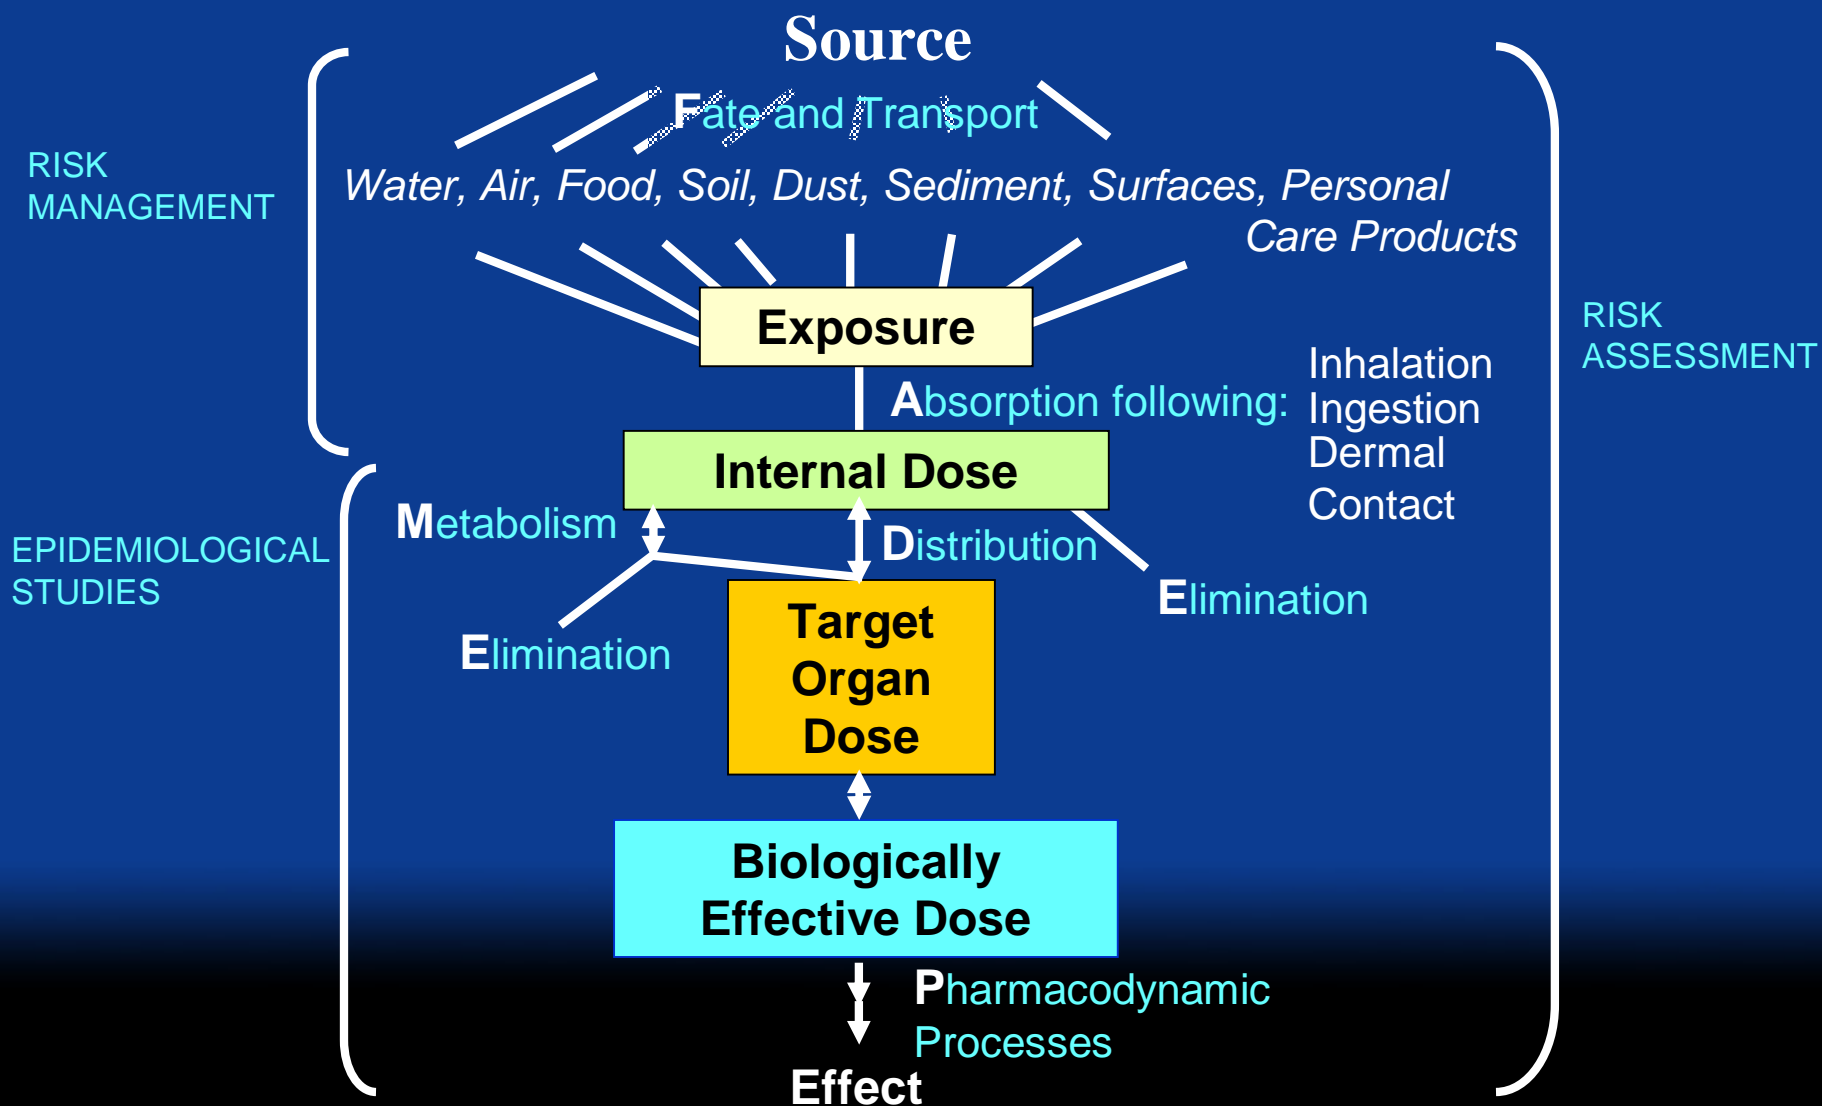 Source
Fate and Transport
RISK
MANAGEMENT
Water, Air, Food, Soil, Dust, Sediment, Surfaces, Personal
Care Products
Exposure
RISK
ASSESSMENT
Absorption following:
Inhalation
Ingestion
Dermal
Contact
Internal Dose
Metabolism
Distribution
EPIDEMIOLOGICAL
STUDIES
Elimination
Elimination
Target
Organ
Dose
Biologically
Effective Dose
Pharmacodynamic
Processes
Effect